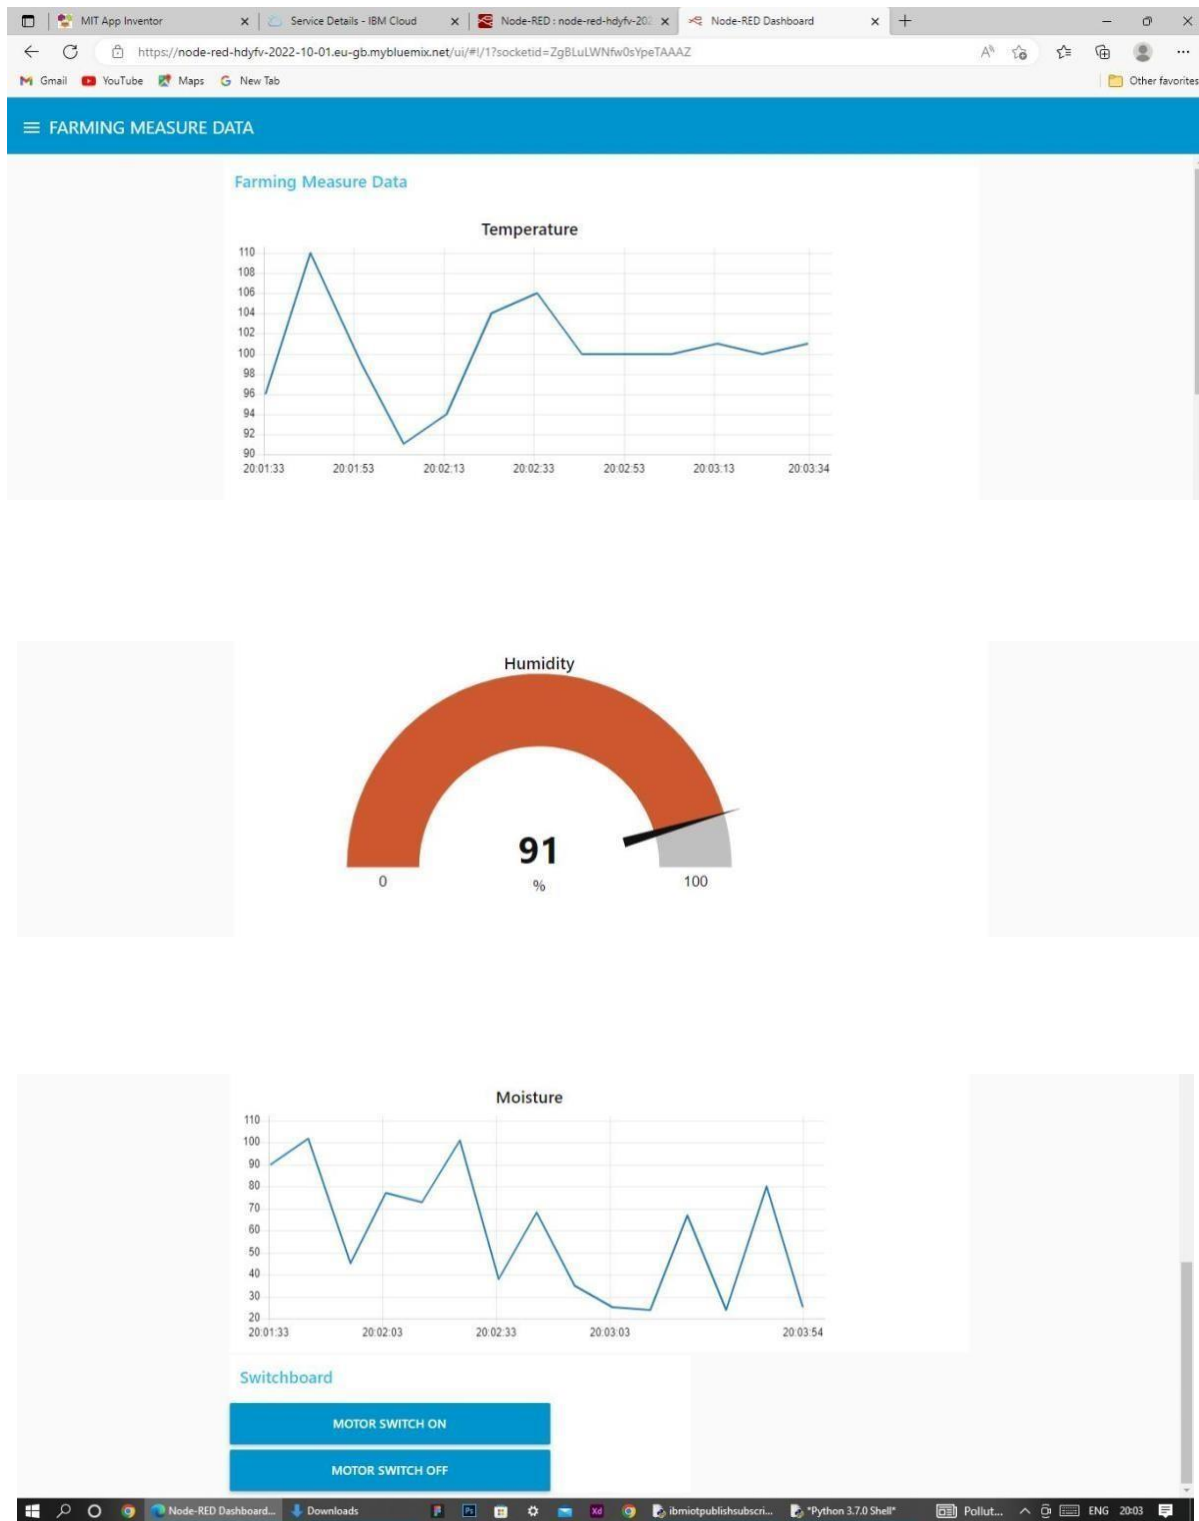 MIT App Inventor
Service Details - IBM Cloud
Node-RED : node-red-hdyfv-202
Node-RED Dashboard
https://node-red-hdyfv-2022-10-01.eu-gb.mybluemix.net/ui/#!/1?socketid=ZgBLuLWNfw0sYpeTAAAZ
Gmail YouTube Maps New Tab Other favorites
FARMING MEASURE DATA
Farming Measure Data
Temperature
110
108
106
104
102
100
98
96
94
92
90
20:01:33 20:01:53 20:02:13 20:02:33 20:02:53 20:03:13 20:03:34
Humidity
91
0 % 100
Moisture
110
100
90
80
70
60
50
40
30
20
20:01:33 20:02:03 20:02:33 20:03:03 20:03:54
Switchboard
MOTOR SWITCH ON
MOTOR SWITCH OFF
Node-RED Dashboard... Downloads ibmiotpublishsubscri... *Python 3.7.0 Shell* Pollut... ENG 20:03